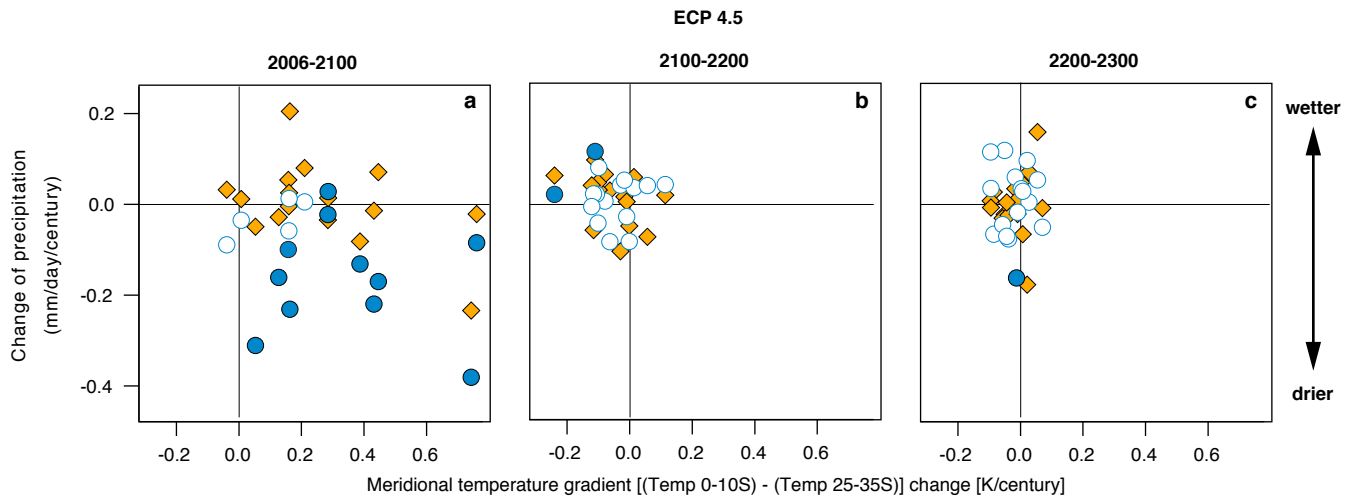 ECP 4.5
2006-2100
2100-2200
2200-2300
a
b
c
wetter
drier
0.2
0.0
-0.2
-0.4
Change of precipitation
(mm/day/century)
-0.2 0.0 0.2 0.4 0.6
-0.2 0.0 0.2 0.4 0.6
-0.2 0.0 0.2 0.4 0.6
Meridional temperature gradient [(Temp 0-10S) - (Temp 25-35S)] change [K/century]